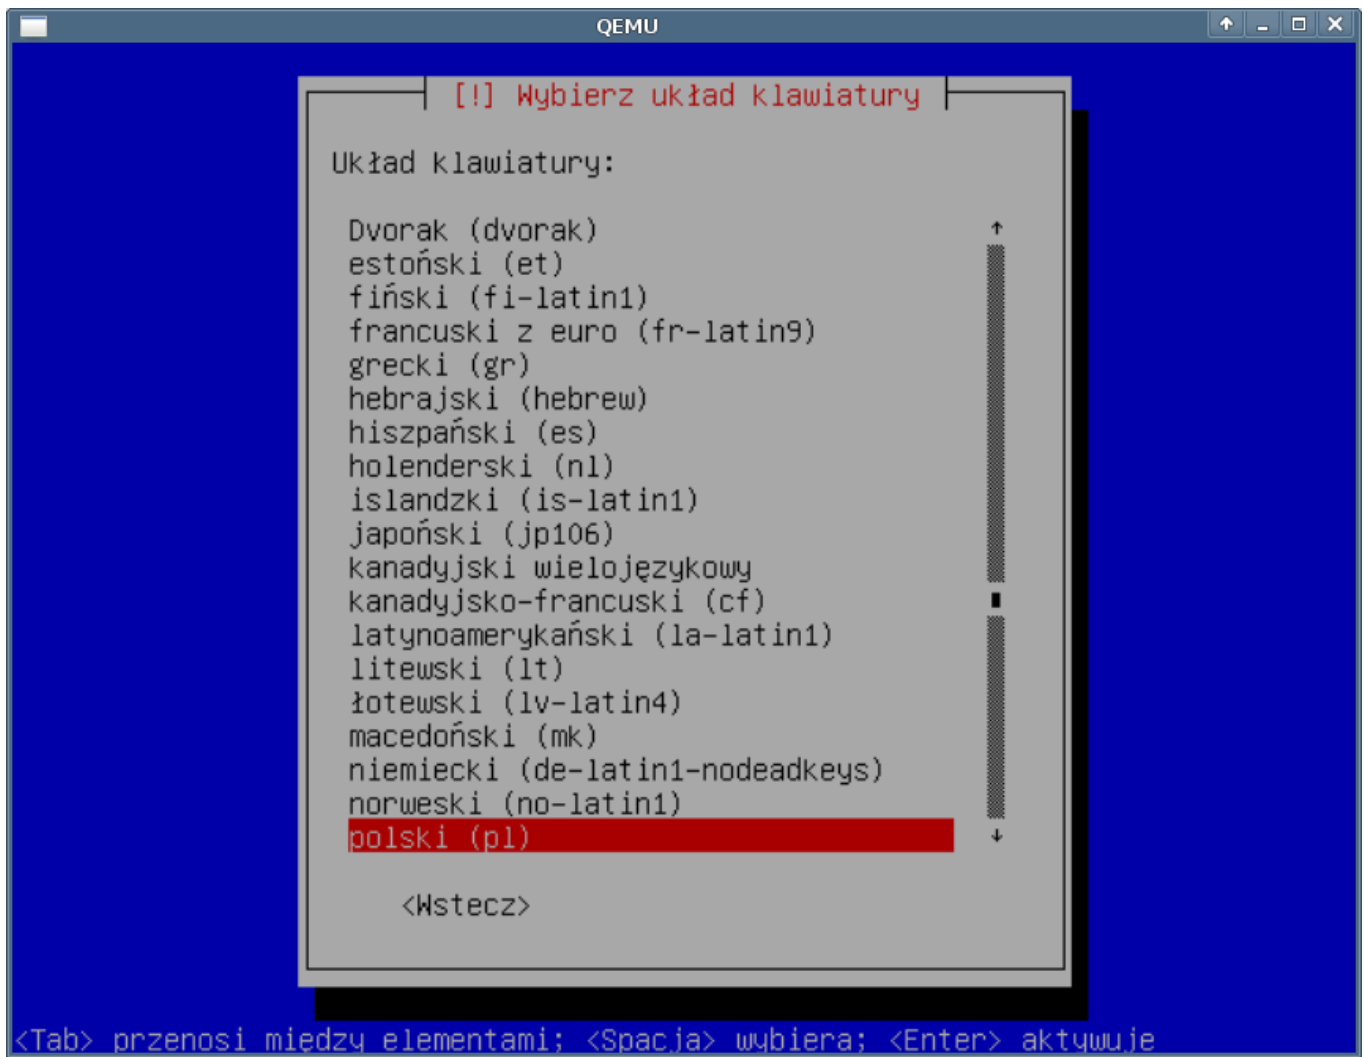 QEMU
[!] Wybierz układ klawiatury
Układ klawiatury:
Dvorak (dvorak)
estoński (et)
fiński (fi-latin1)
francuski z euro (fr-latin9)
grecki (gr)
hebrajski (hebrew)
hiszpański (es)
holenderski (nl)
islandzki (is-latin1)
japoński (jp106)
kanadyjski wielojęzykowy
kanadyjsko-francuski (cf)
latynoamerykański (la-latin1)
litewski (lt)
łotewski (lv-latin4)
macedoński (mk)
niemiecki (de-latin1-nodeadkeys)
norweski (no-latin1)
polski (pl)
<Wstecz>
<Tab> przenosi między elementami; <Spacja> wybiera; <Enter> aktywuje